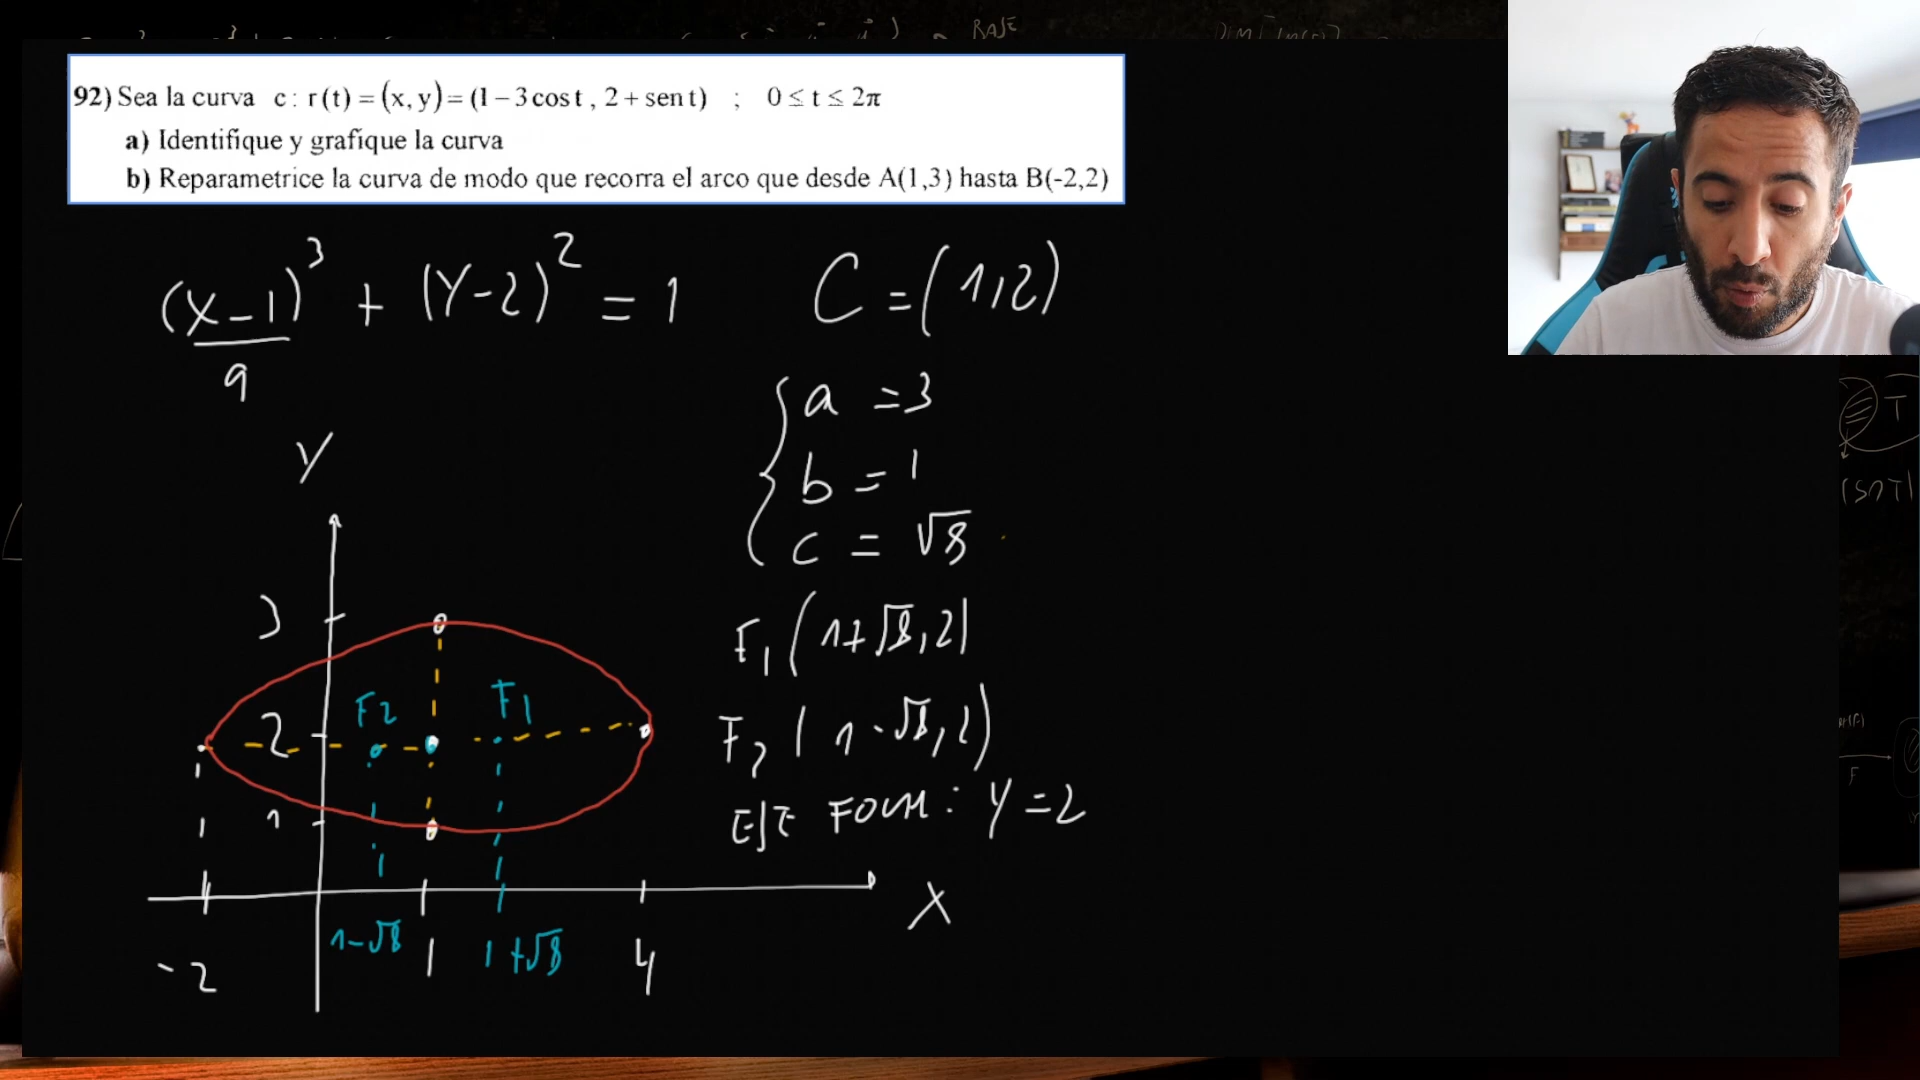 BASE
92) Sea la curva c : r(t) = (x, y) = (1 − 3 cos t , 2 + sen t) ; 0 ≤ t ≤ 2π
a) Identifique y grafique la curva
b) Reparametrice la curva de modo que recorra el arco que desde A(1,3) hasta B(-2,2)
(x-1)³/9 + (y-2)² = 1
C = (1,2)
a = 3
b = 1
c = √8
F1 (1+√8,2)
F2 (1-√8,2)
EJE FOCAL: y = 2
y
3
2
1
F2
F1
x
-2
1-√8
1
1+√8
4
T
F